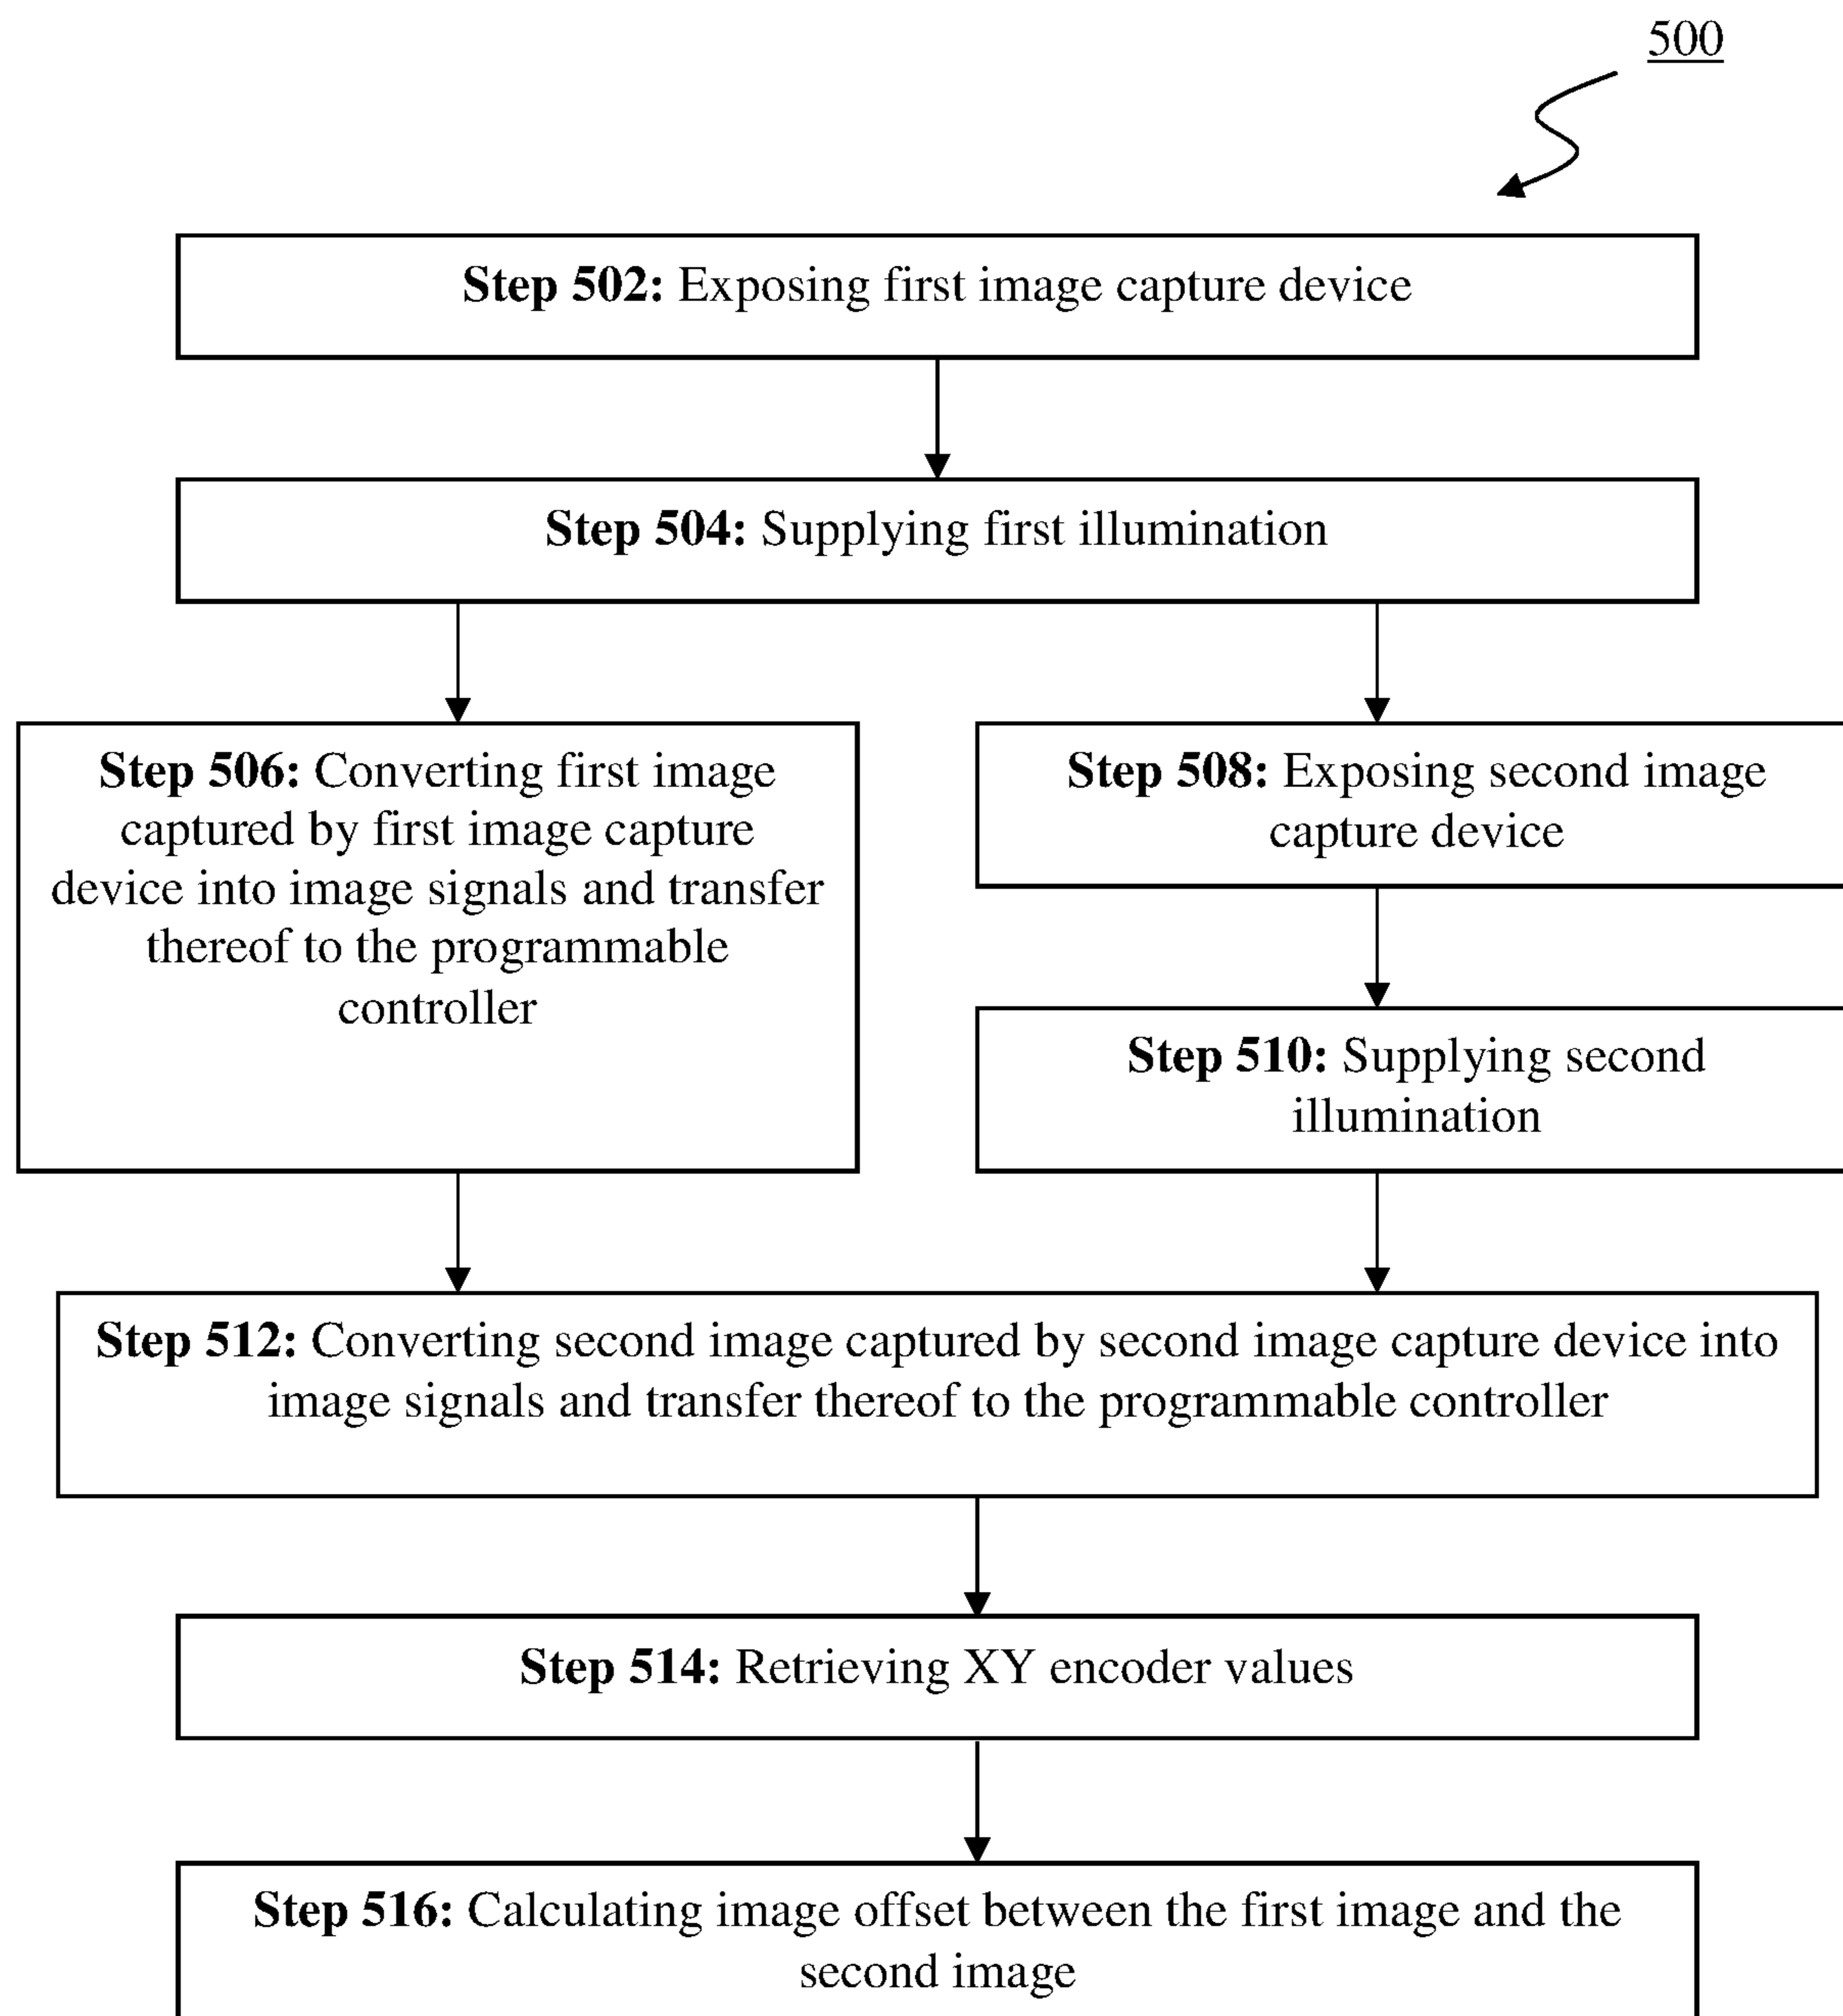 500
Step 502: Exposing first image capture device
Step 504: Supplying first illumination
Step 506: Converting first image
captured by first image capture
device into image signals and transfer
thereof to the programmable
controller
Step 508: Exposing second image
capture device
Step 510: Supplying second
illumination
Step 512: Converting second image captured by second image capture device into
image signals and transfer thereof to the programmable controller
Step 514: Retrieving XY encoder values
Step 516: Calculating image offset between the first image and the
second image